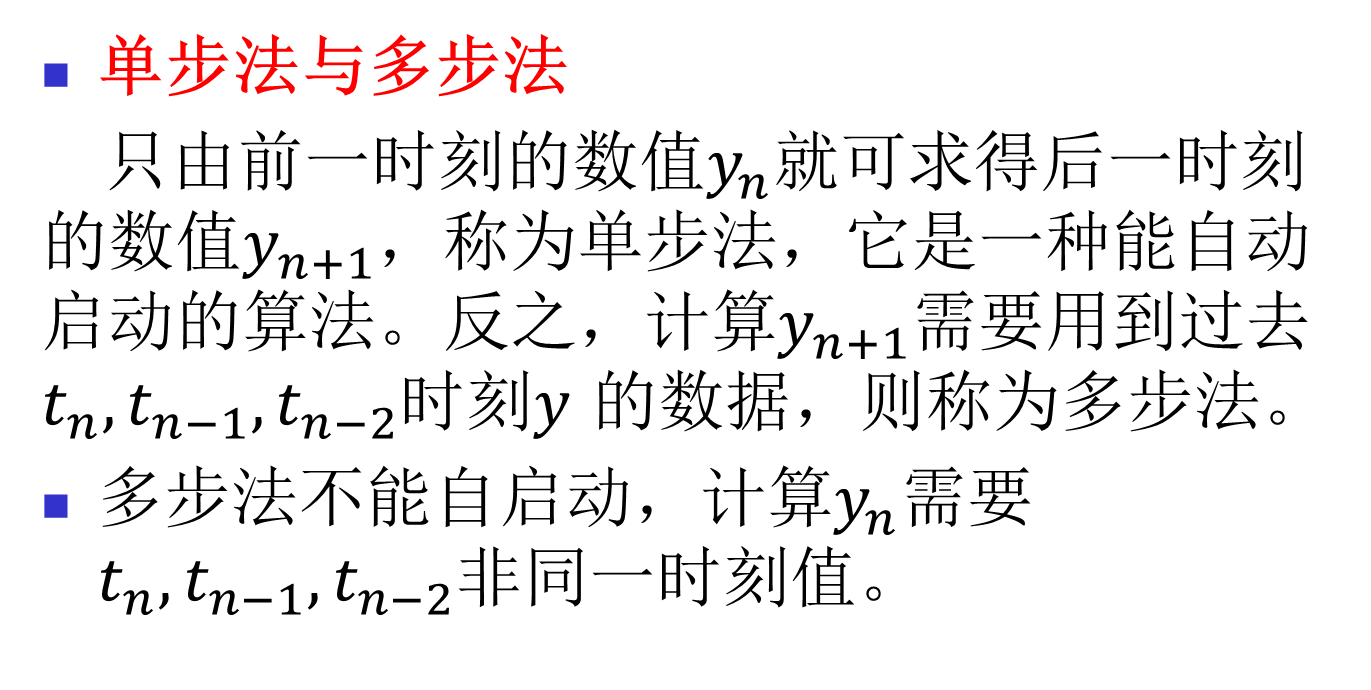 ■ 单步法与多步法
只由前一时刻的数值yₙ就可求得后一时刻
的数值yₙ₊₁，称为单步法，它是一种能自动
启动的算法。反之，计算yₙ₊₁需要用到过去
tₙ, tₙ₋₁, tₙ₋₂时刻y 的数据，则称为多步法。
■ 多步法不能自启动，计算yₙ需要
tₙ, tₙ₋₁, tₙ₋₂非同一时刻值。